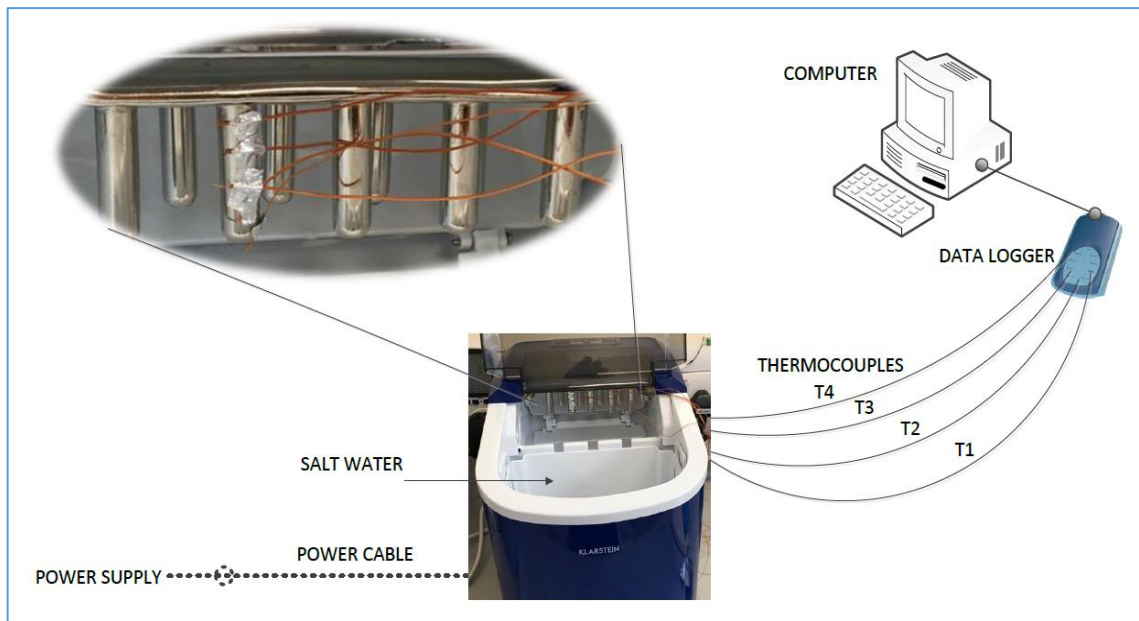 COMPUTER
DATA LOGGER
THERMOCOUPLES
T4
T3
T2
T1
SALT WATER
KLARSTEIN
POWER CABLE
POWER SUPPLY